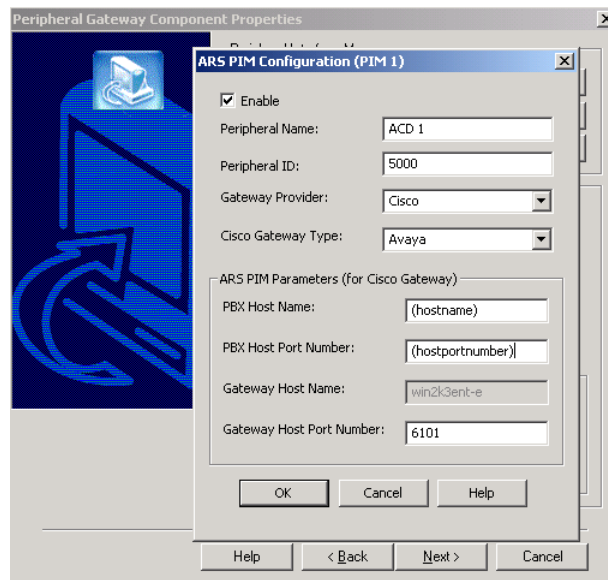 Peripheral Gateway Component Properties
ARS PIM Configuration (PIM 1)
Enable
Peripheral Name: ACD 1
Peripheral ID: 5000
Gateway Provider: Cisco
Cisco Gateway Type: Avaya
ARS PIM Parameters (for Cisco Gateway)
PBX Host Name: (hostname)
PBX Host Port Number: (hostportnumber)
Gateway Host Name: win2k3ent-e
Gateway Host Port Number: 6101
OK Cancel Help
Help < Back Next > Cancel